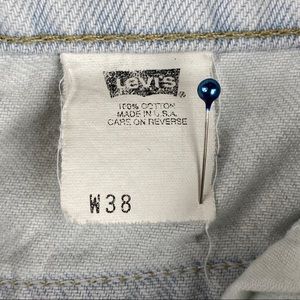 Levi's
100% COTTON
MADE IN U.S.A.
CARE ON REVERSE
W38